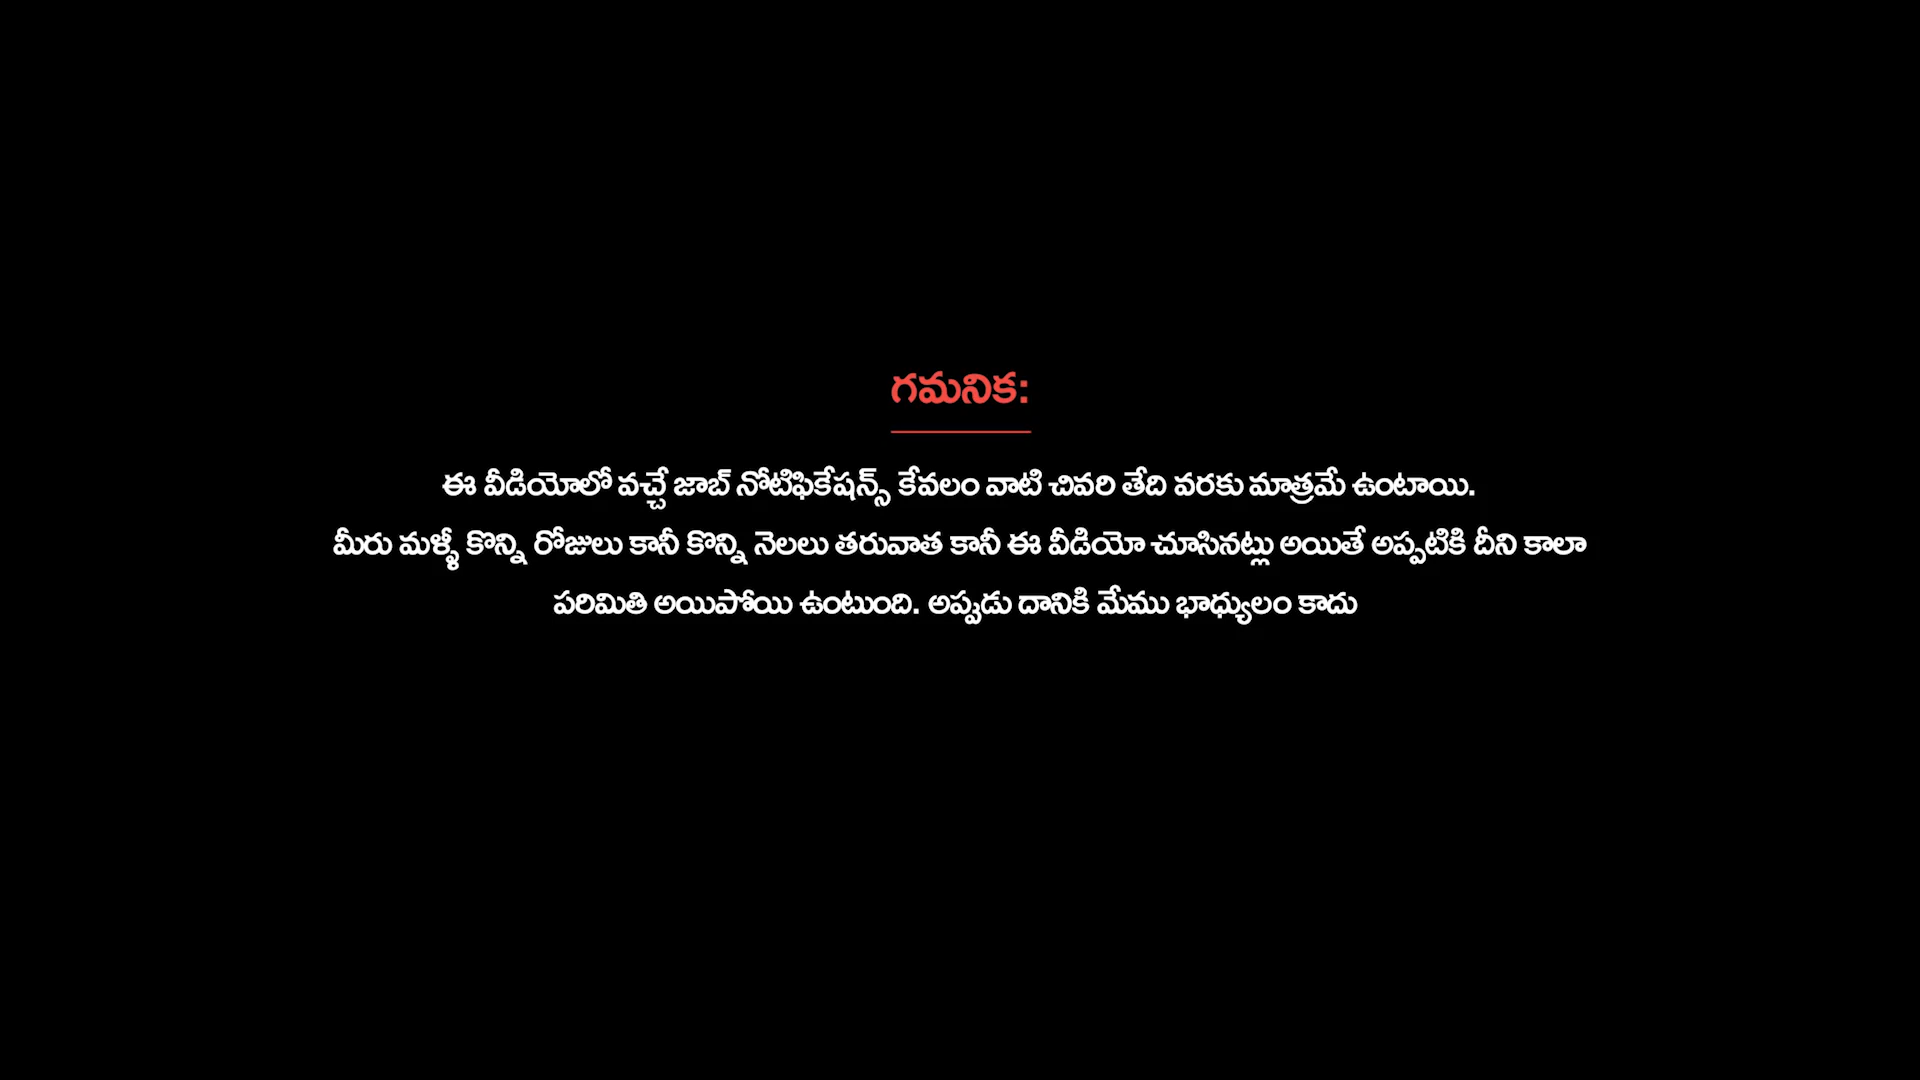 గమనిక:
ఈ వీడియోలో వచ్చే జాబ్ నోటిఫికేషన్స్ కేవలం వాటి చివరి తేది వరకు మాత్రమే ఉంటాయి.
మీరు మళ్ళీ కొన్ని రోజులు కానీ కొన్ని నెలలు తరువాత కానీ ఈ వీడియో చూసినట్లు అయితే అప్పటికి దీని కాలా
పరిమితి అయిపోయి ఉంటుంది. అప్పుడు దానికి మేము భాధ్యులం కాదు